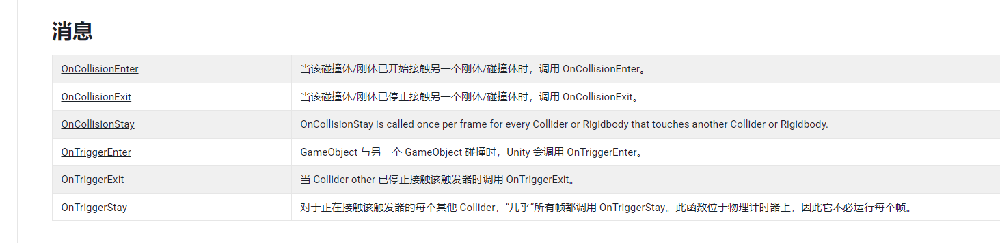 消息
OnCollisionEnter 当该碰撞体/刚体已开始接触另一个刚体/碰撞体时，调用 OnCollisionEnter。
OnCollisionExit 当该碰撞体/刚体已停止接触另一个刚体/碰撞体时，调用 OnCollisionExit。
OnCollisionStay OnCollisionStay is called once per frame for every Collider or Rigidbody that touches another Collider or Rigidbody.
OnTriggerEnter GameObject 与另一个 GameObject 碰撞时，Unity 会调用 OnTriggerEnter。
OnTriggerExit 当 Collider other 已停止接触该触发器时调用 OnTriggerExit。
OnTriggerStay 对于正在接触该触发器的每个其他 Collider，“几乎”所有帧都调用 OnTriggerStay。此函数位于物理计时器上，因此它不必运行每个帧。